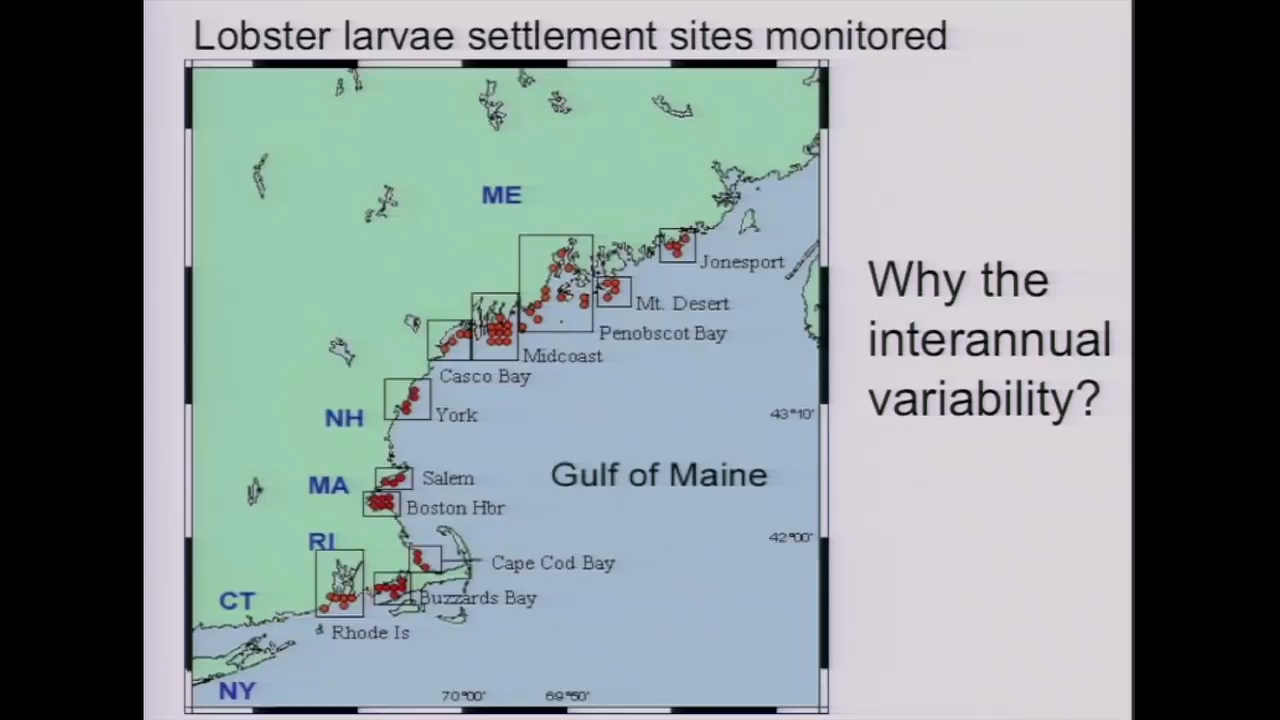 Lobster larvae settlement sites monitored
ME
Jonesport
Mt. Desert
Penobscot Bay
Midcoast
Casco Bay
York
NH
43°10'
Why the
interannual
variability?
Gulf of Maine
Salem
MA
Boston Hbr
42°00'
RI
Cape Cod Bay
CT
Buzzards Bay
Rhode Is
NY
70°00'
69°50'